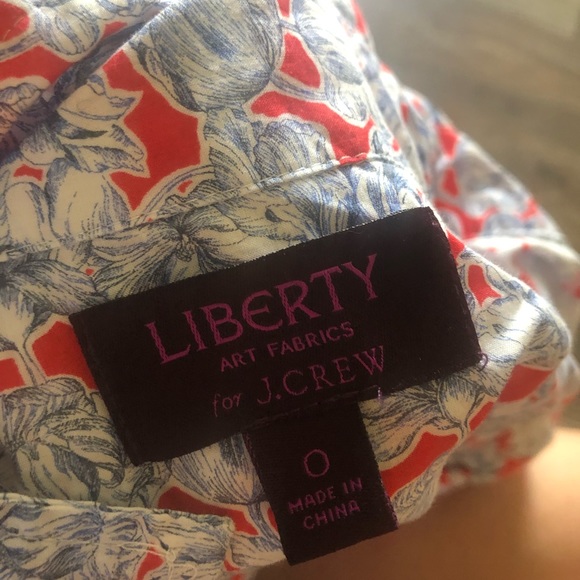 LIBERTY
ART FABRICS
for J.CREW
0
MADE IN
CHINA